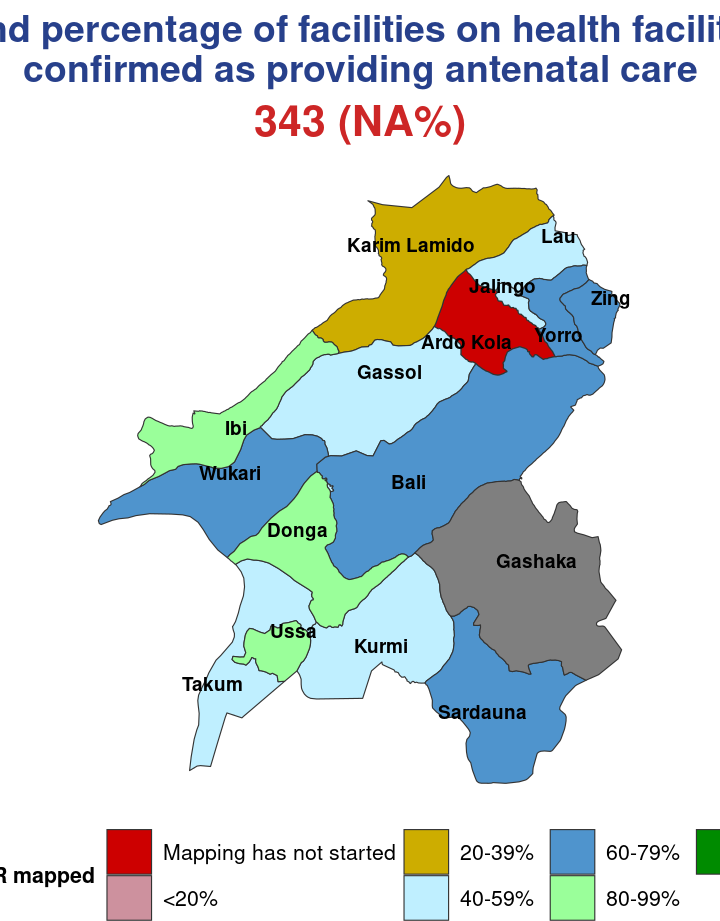 nd percentage of facilities on health facilit
confirmed as providing antenatal care
343 (NA%)
Karim Lamido
Lau
Jalingo
Zing
Yorro
Ardo Kola
Gassol
Ibi
Wukari
Bali
Donga
Gashaka
Ussa
Kurmi
Takum
Sardauna
R mapped
Mapping has not started
20-39%
60-79%
<20%
40-59%
80-99%